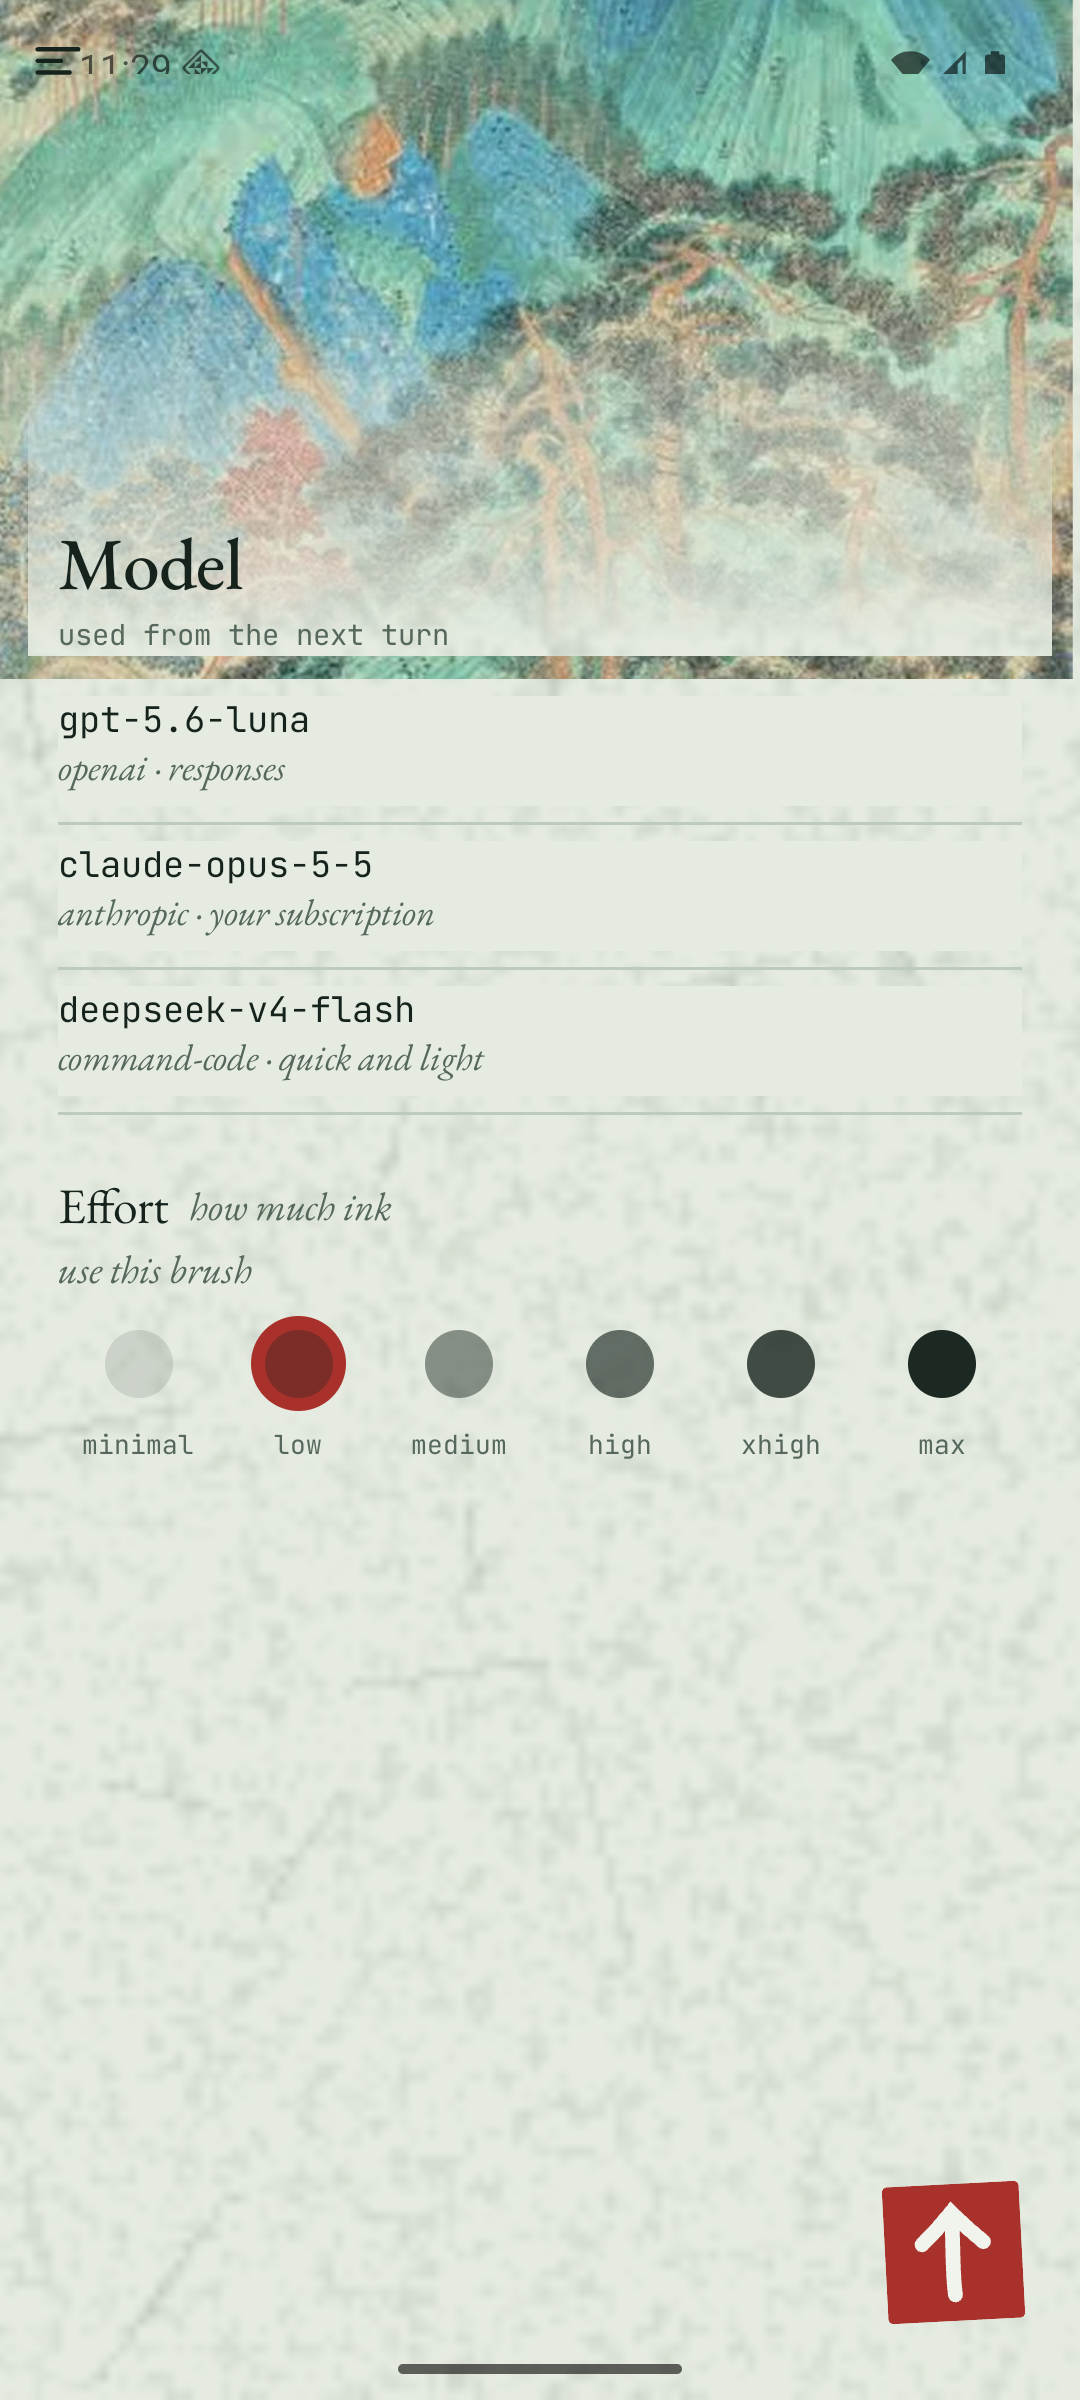 11:29
Model
used from the next turn
gpt-5.6-luna
openai · responses
claude-opus-5-5
anthropic · your subscription
deepseek-v4-flash
command-code · quick and light
Effort how much ink
use this brush
minimal low medium high xhigh max